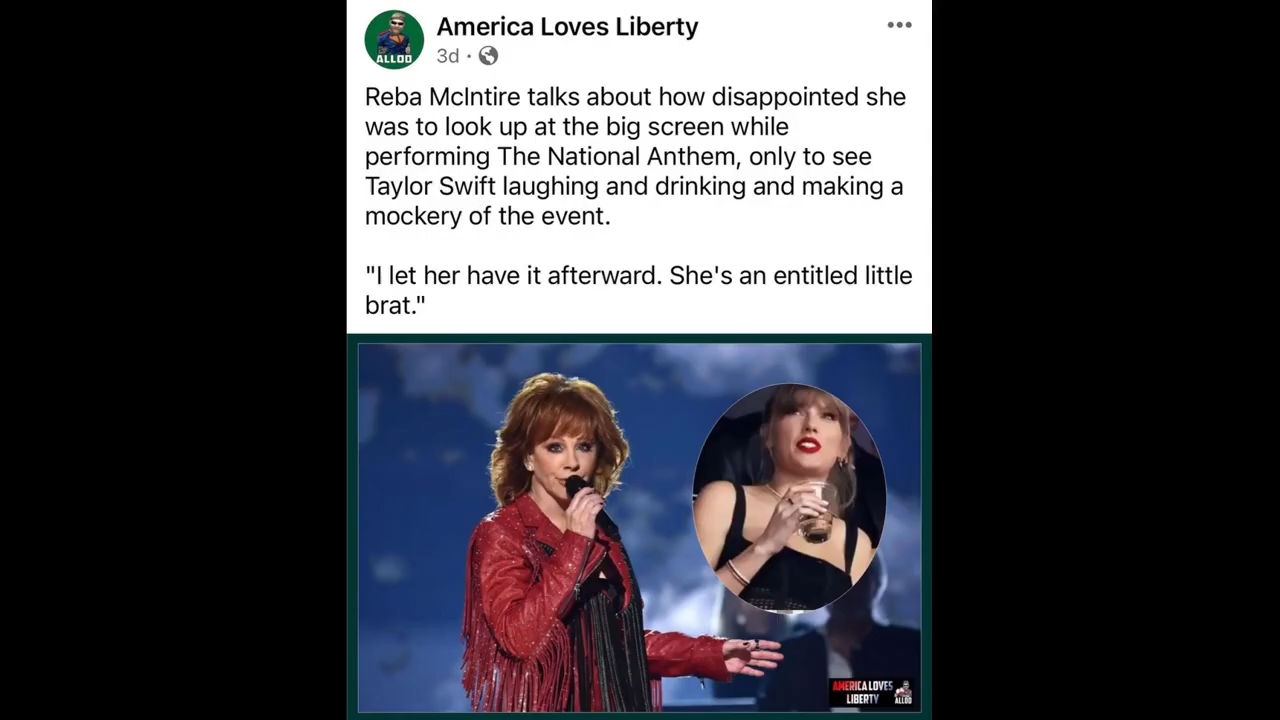 America Loves Liberty
3d ·
ALLOD
Reba McIntire talks about how disappointed she
was to look up at the big screen while
performing The National Anthem, only to see
Taylor Swift laughing and drinking and making a
mockery of the event.
"I let her have it afterward. She's an entitled little
brat."
AMERICA LOVES
LIBERTY
ALLOD